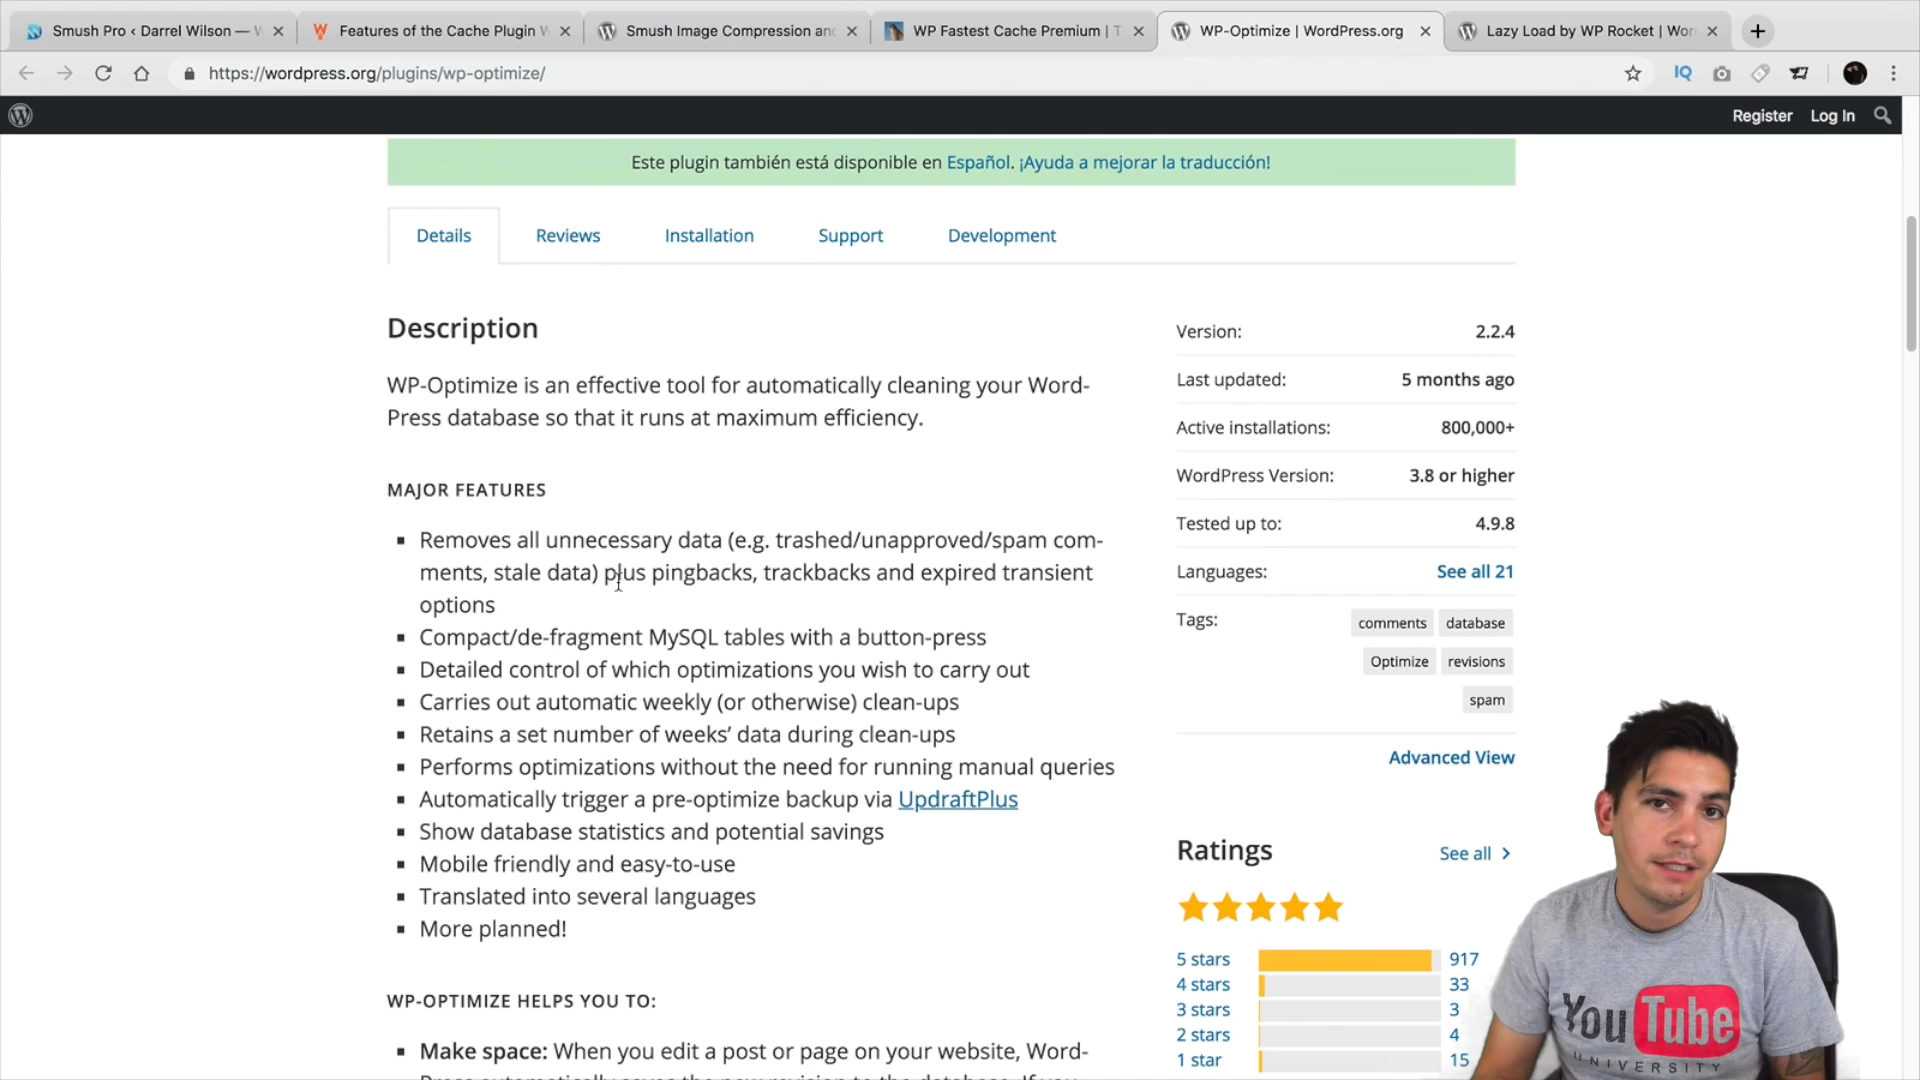 Smush Pro ‹ Darrel Wilson —
Features of the Cache Plugin
Smush Image Compression an
WP Fastest Cache Premium |
WP-Optimize | WordPress.org
Lazy Load by WP Rocket | Wor
https://wordpress.org/plugins/wp-optimize/
IQ
Register
Log In
Este plugin también está disponible en Español. ¡Ayuda a mejorar la traducción!
Details
Reviews
Installation
Support
Development
Description
WP-Optimize is an effective tool for automatically cleaning your Word-
Press database so that it runs at maximum efficiency.
MAJOR FEATURES
Removes all unnecessary data (e.g. trashed/unapproved/spam com-
ments, stale data) plus pingbacks, trackbacks and expired transient
options
Compact/de-fragment MySQL tables with a button-press
Detailed control of which optimizations you wish to carry out
Carries out automatic weekly (or otherwise) clean-ups
Retains a set number of weeks’ data during clean-ups
Performs optimizations without the need for running manual queries
Automatically trigger a pre-optimize backup via UpdraftPlus
Show database statistics and potential savings
Mobile friendly and easy-to-use
Translated into several languages
More planned!
WP-OPTIMIZE HELPS YOU TO:
Make space: When you edit a post or page on your website, Word-
Version: 2.2.4
Last updated: 5 months ago
Active installations: 800,000+
WordPress Version: 3.8 or higher
Tested up to: 4.9.8
Languages: See all 21
Tags: comments database
Optimize revisions
spam
Advanced View
Ratings
See all
5 stars 917
4 stars 33
3 stars 3
2 stars 4
1 star 15
YouTube
UNIVERSITY